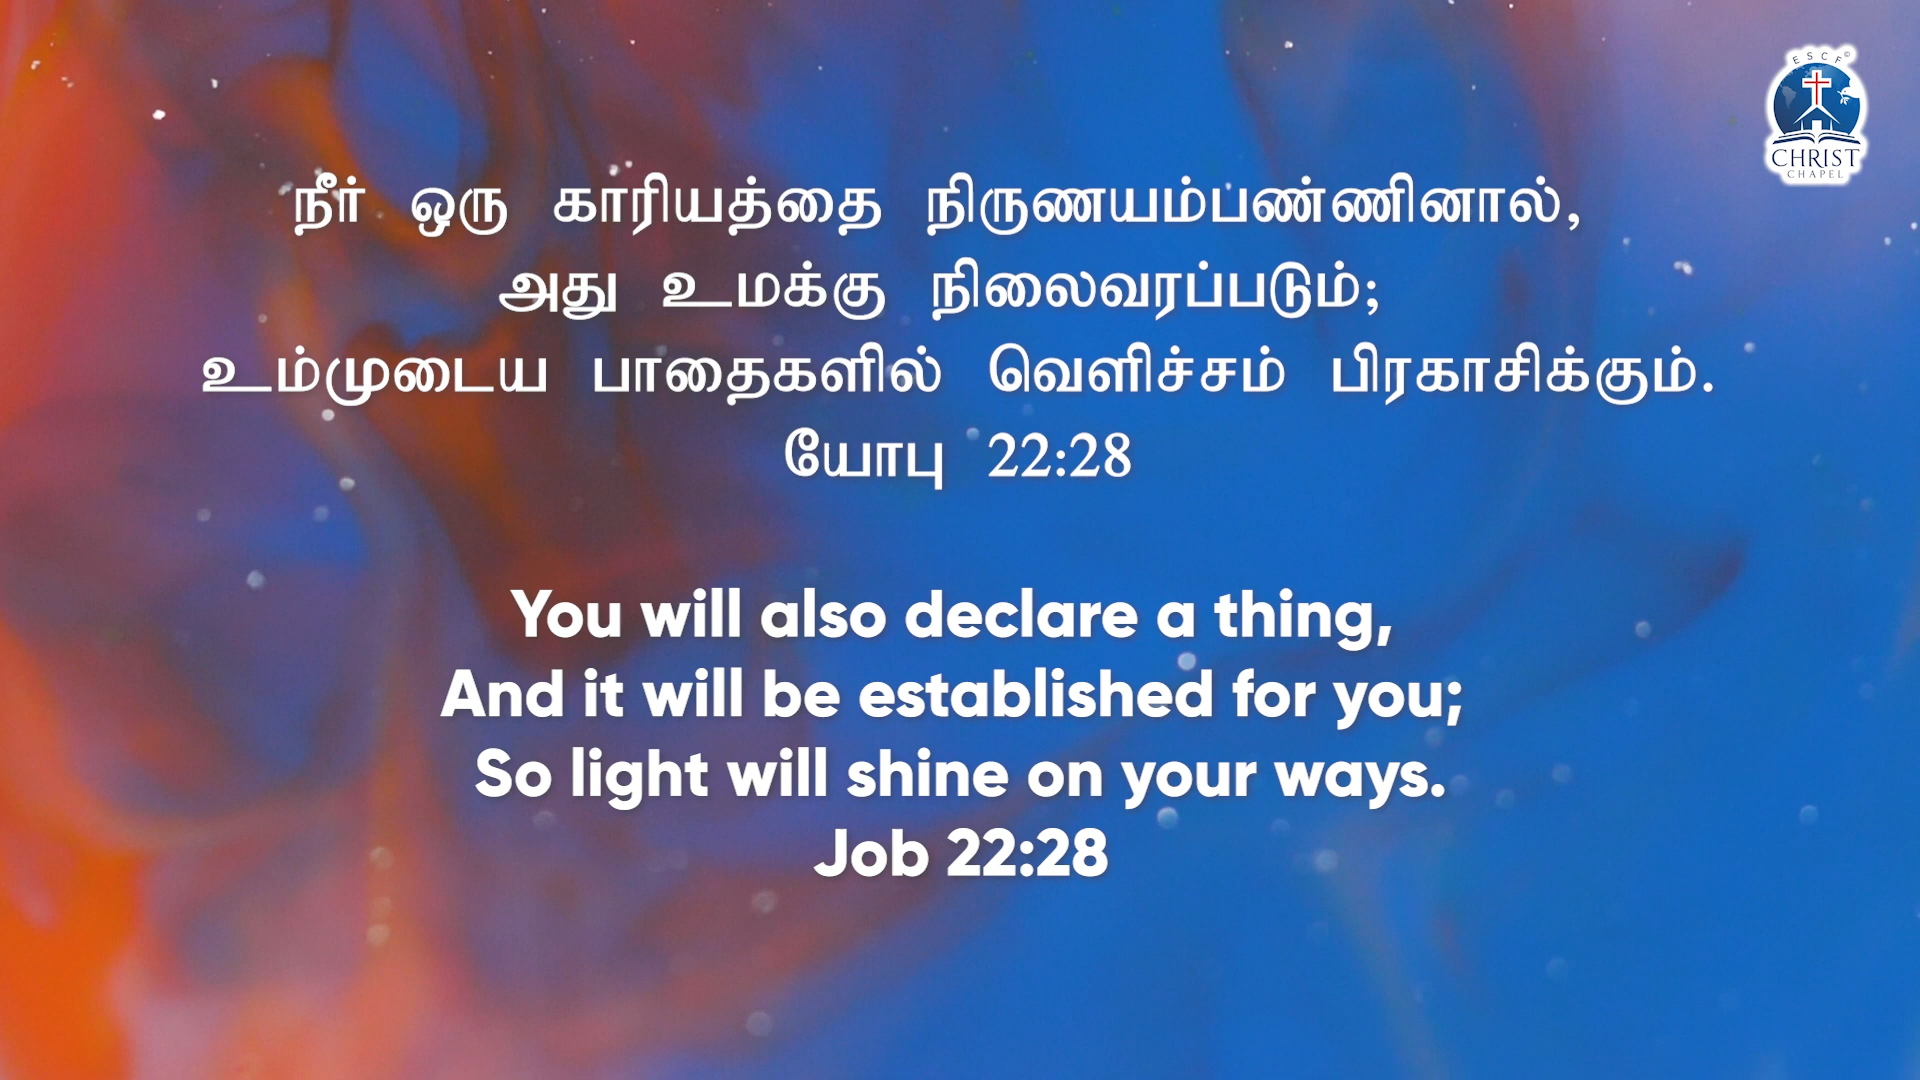 ESCF©
CHRIST
CHAPEL
நீர் ஒரு காரியத்தை நிருணயம்பண்ணினால்,
அது உமக்கு நிலைவரப்படும்;
உம்முடைய பாதைகளில் வெளிச்சம் பிரகாசிக்கும்.
யோபு 22:28
You will also declare a thing,
And it will be established for you;
So light will shine on your ways.
Job 22:28